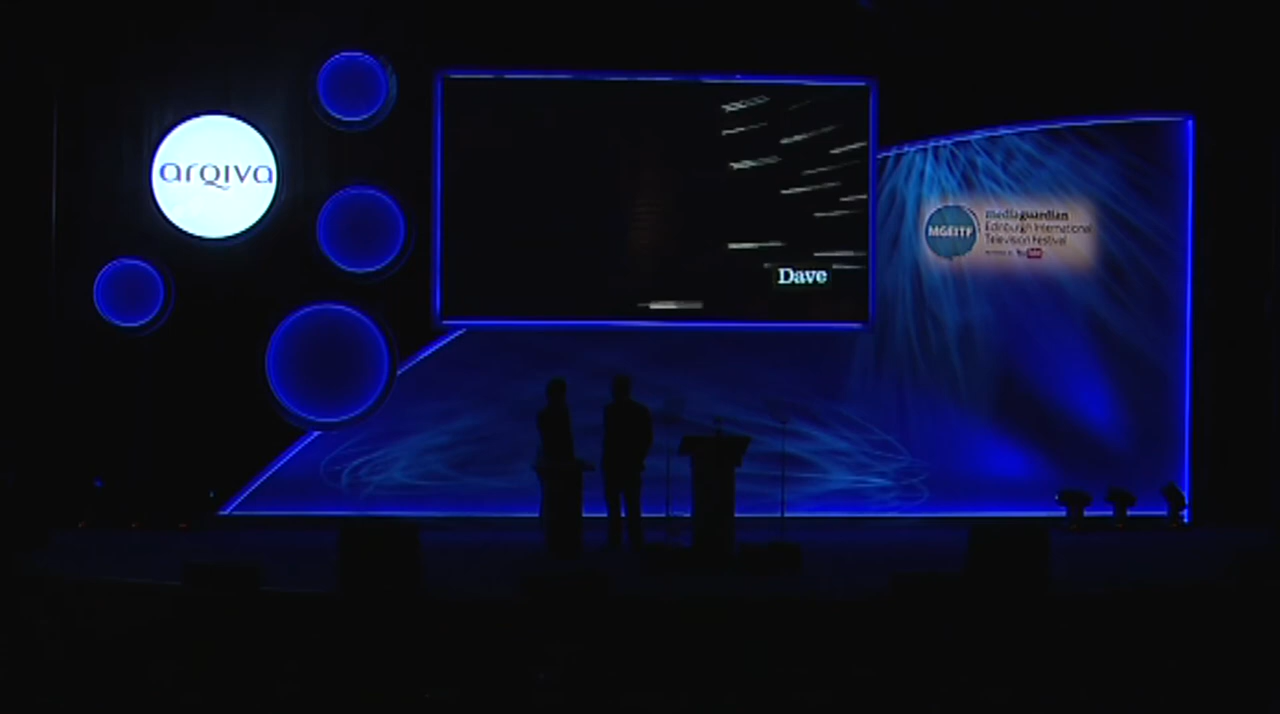 arqiva
Dave
MGEITF
mediaguardian
Edinburgh International
Television Festival